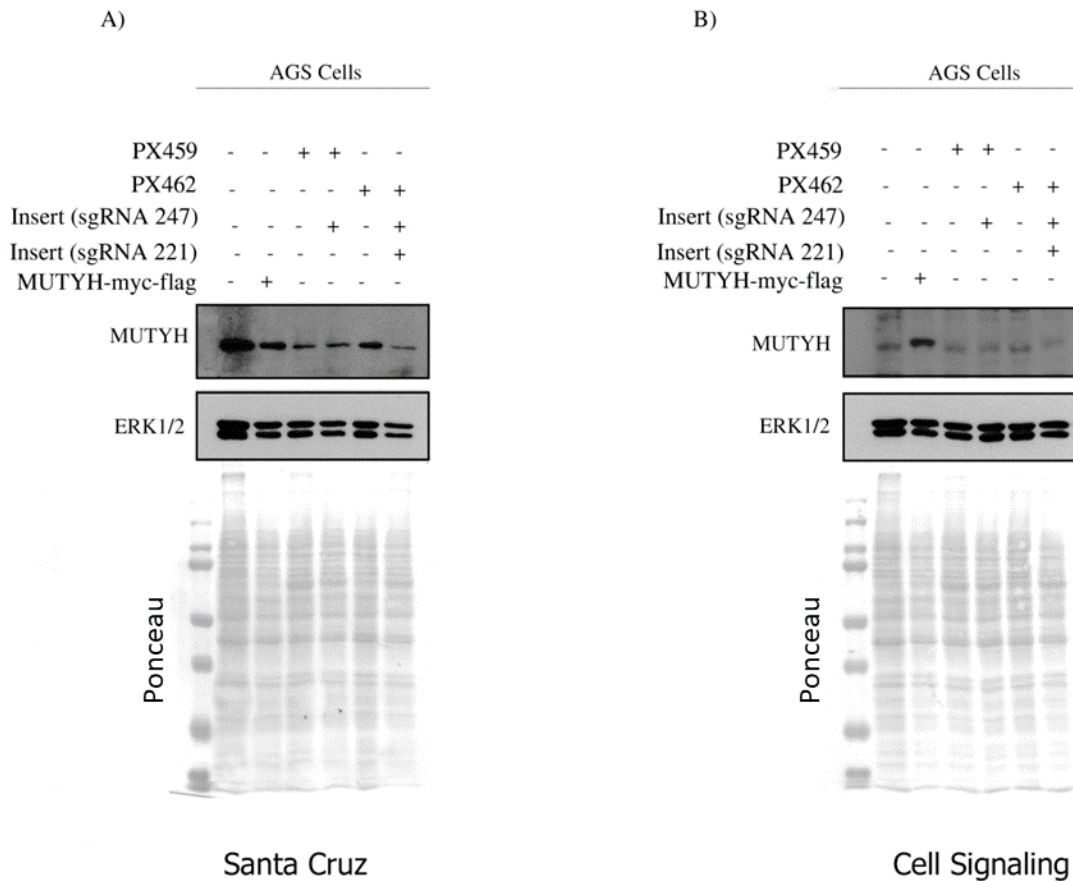 A)
AGS Cells
PX459 - - + + - -
PX462 - - - - + +
Insert (sgRNA 247) - - - + - +
Insert (sgRNA 221) - - - - - +
MUTYH-myc-flag - + - - - -
MUTYH
ERK1/2
Ponceau
Santa Cruz
B)
AGS Cells
PX459 - - + + - -
PX462 - - - - + +
Insert (sgRNA 247) - - - + - +
Insert (sgRNA 221) - - - - - +
MUTYH-myc-flag - + - - - -
MUTYH
ERK1/2
Ponceau
Cell Signaling